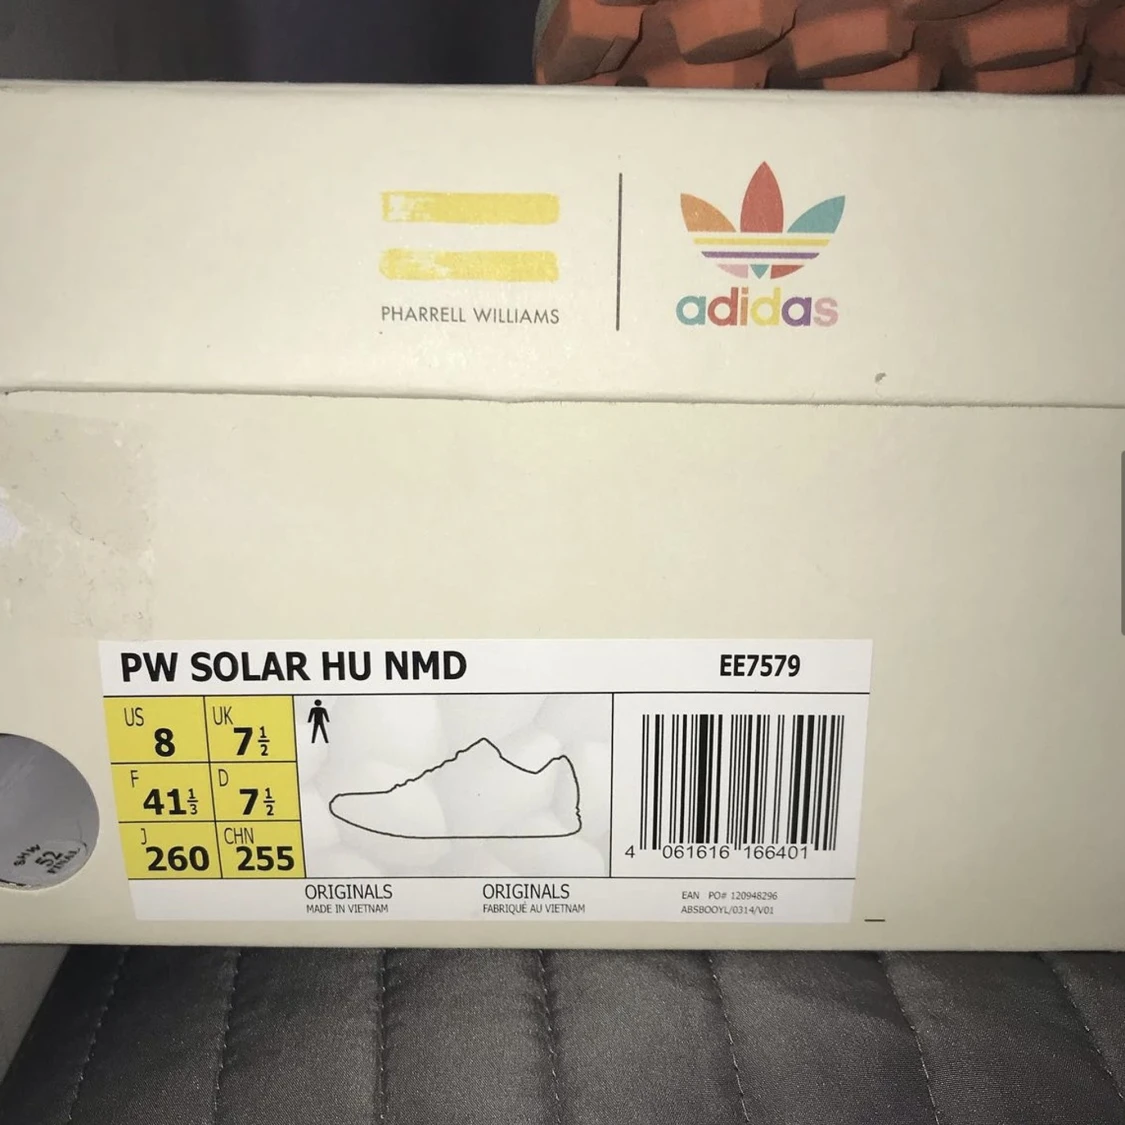 PHARRELL WILLIAMS
adidas
PW SOLAR HU NMD
EE7579
US
8
UK
7½
F
41⅓
D
7½
J
260
CHN
255
4 061616 166401
ORIGINALS
MADE IN VIETNAM
ORIGINALS
FABRIQUÉ AU VIETNAM
EAN PO# 120948296
ABSBOOYL/0314/V01
52